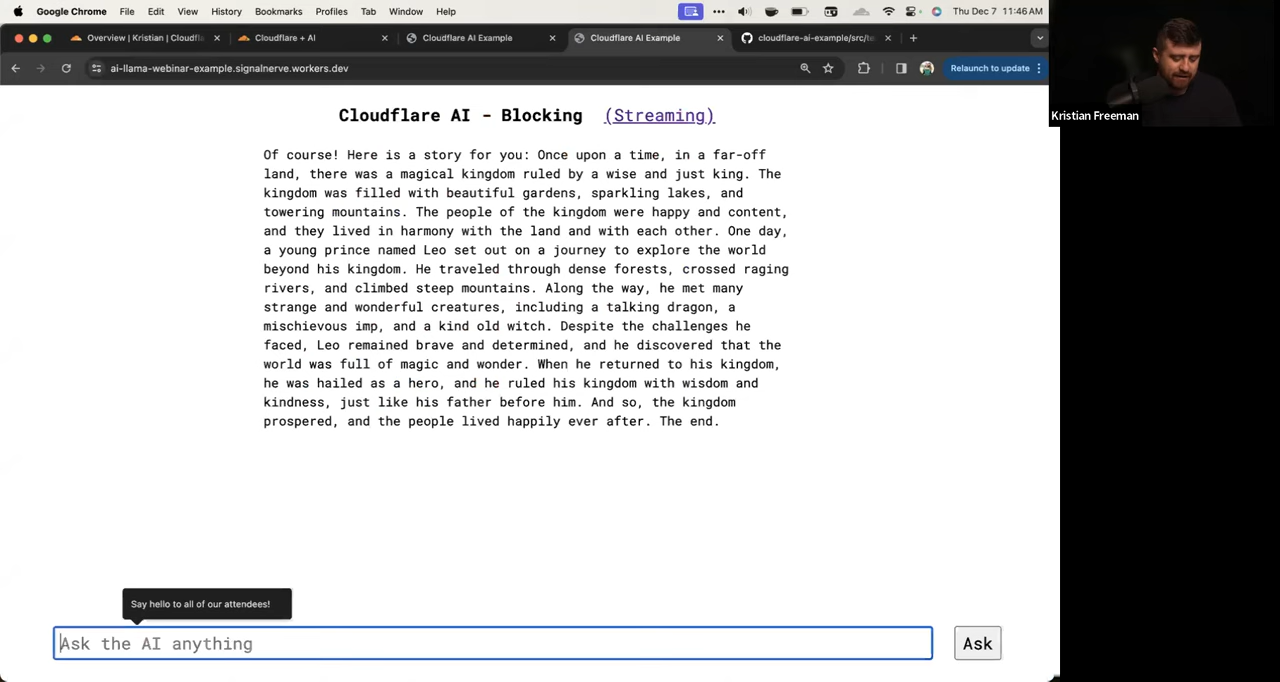 Google Chrome File Edit View History Bookmarks Profiles Tab Window Help Thu Dec 7 11:46 AM
Overview | Kristian | Cloudfl Cloudflare + AI Cloudflare AI Example Cloudflare AI Example cloudflare-ai-example/src/te
ai-llama-webinar-example.signalnerve.workers.dev Relaunch to update
Kristian Freeman
Cloudflare AI - Blocking (Streaming)
Of course! Here is a story for you: Once upon a time, in a far-off
land, there was a magical kingdom ruled by a wise and just king. The
kingdom was filled with beautiful gardens, sparkling lakes, and
towering mountains. The people of the kingdom were happy and content,
and they lived in harmony with the land and with each other. One day,
a young prince named Leo set out on a journey to explore the world
beyond his kingdom. He traveled through dense forests, crossed raging
rivers, and climbed steep mountains. Along the way, he met many
strange and wonderful creatures, including a talking dragon, a
mischievous imp, and a kind old witch. Despite the challenges he
faced, Leo remained brave and determined, and he discovered that the
world was full of magic and wonder. When he returned to his kingdom,
he was hailed as a hero, and he ruled his kingdom with wisdom and
kindness, just like his father before him. And so, the kingdom
prospered, and the people lived happily ever after. The end.
Say hello to all of our attendees!
Ask the AI anything
Ask